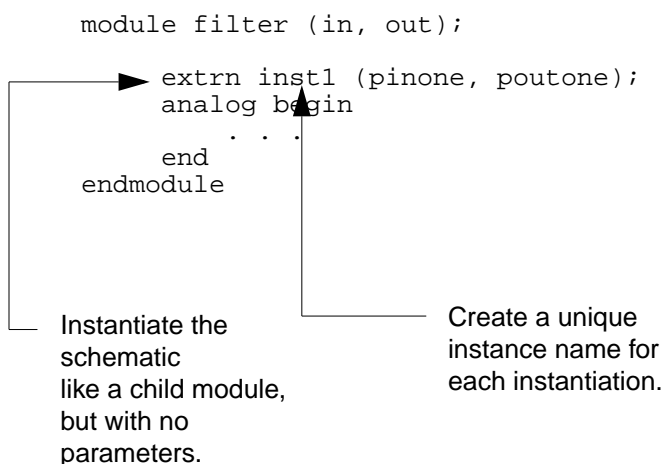 module filter (in, out);
extrn inst1 (pinone, poutone);
analog begin
. . .
end
endmodule
Instantiate the
schematic
like a child module,
but with no
parameters.
Create a unique
instance name for
each instantiation.